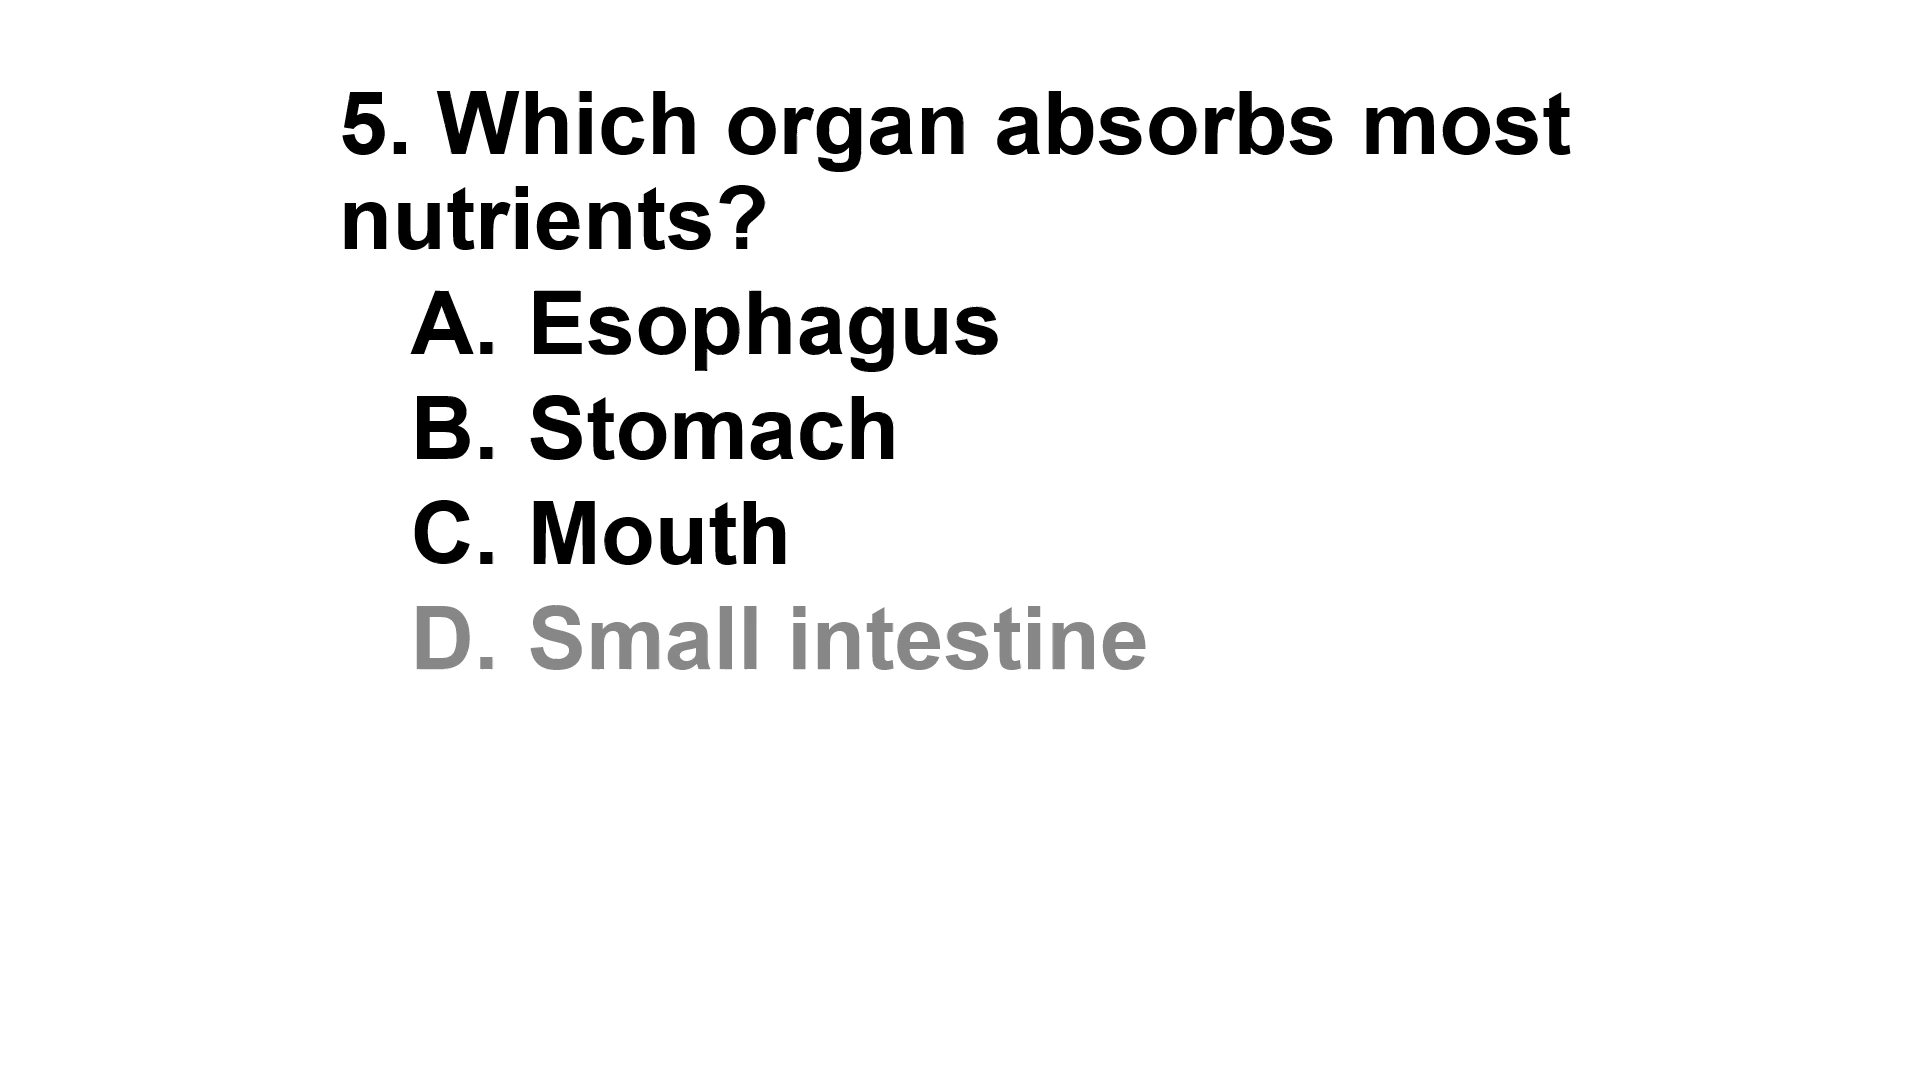 5. Which organ absorbs most
nutrients?
A. Esophagus
B. Stomach
C. Mouth
D. Small intestine